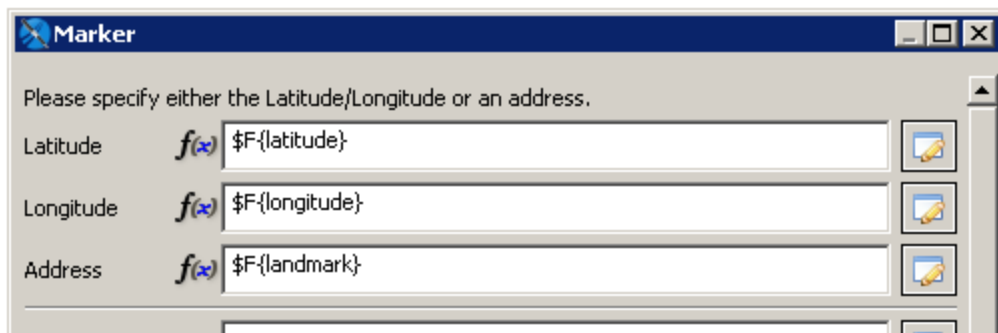 Marker
Please specify either the Latitude/Longitude or an address.
Latitude f(x) $F{latitude}
Longitude f(x) $F{longitude}
Address f(x) $F{landmark}